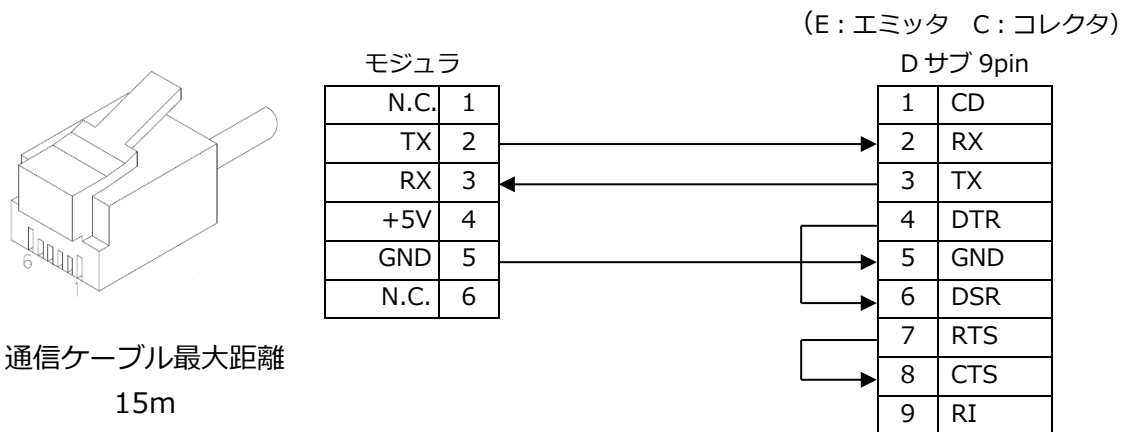 （E：エミッタ　C：コレクタ）
モジュラ
D サブ 9pin
N.C. 1
TX 2
RX 3
+5V 4
GND 5
N.C. 6
1 CD
2 RX
3 TX
4 DTR
5 GND
6 DSR
7 RTS
8 CTS
9 RI
6
1
通信ケーブル最大距離
15m